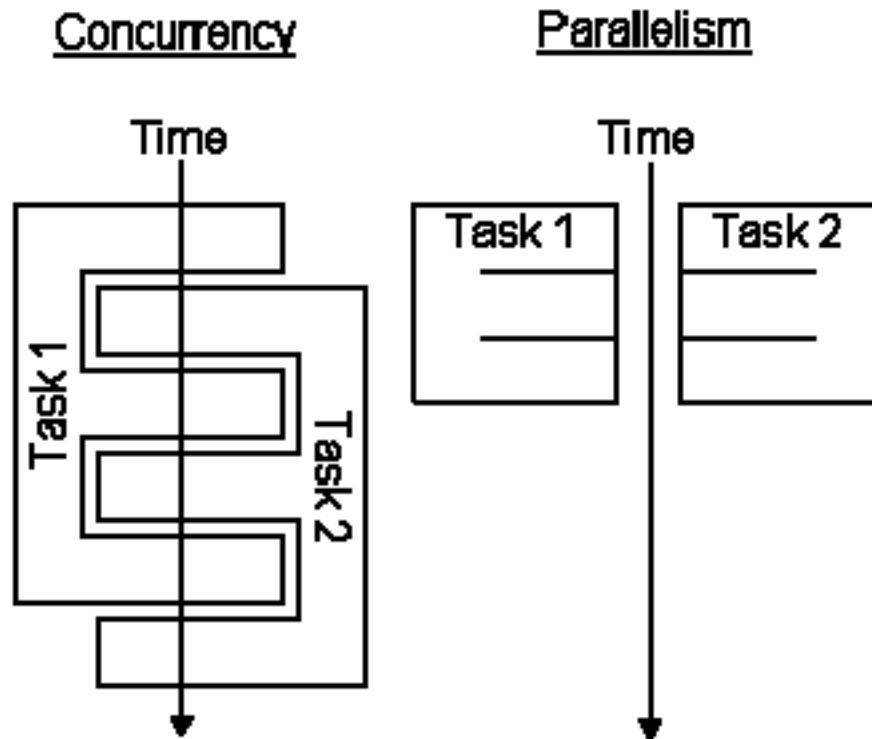 Concurrency
Parallelism
Time
Time
Task 1
Task 2
Task 1
Task 2